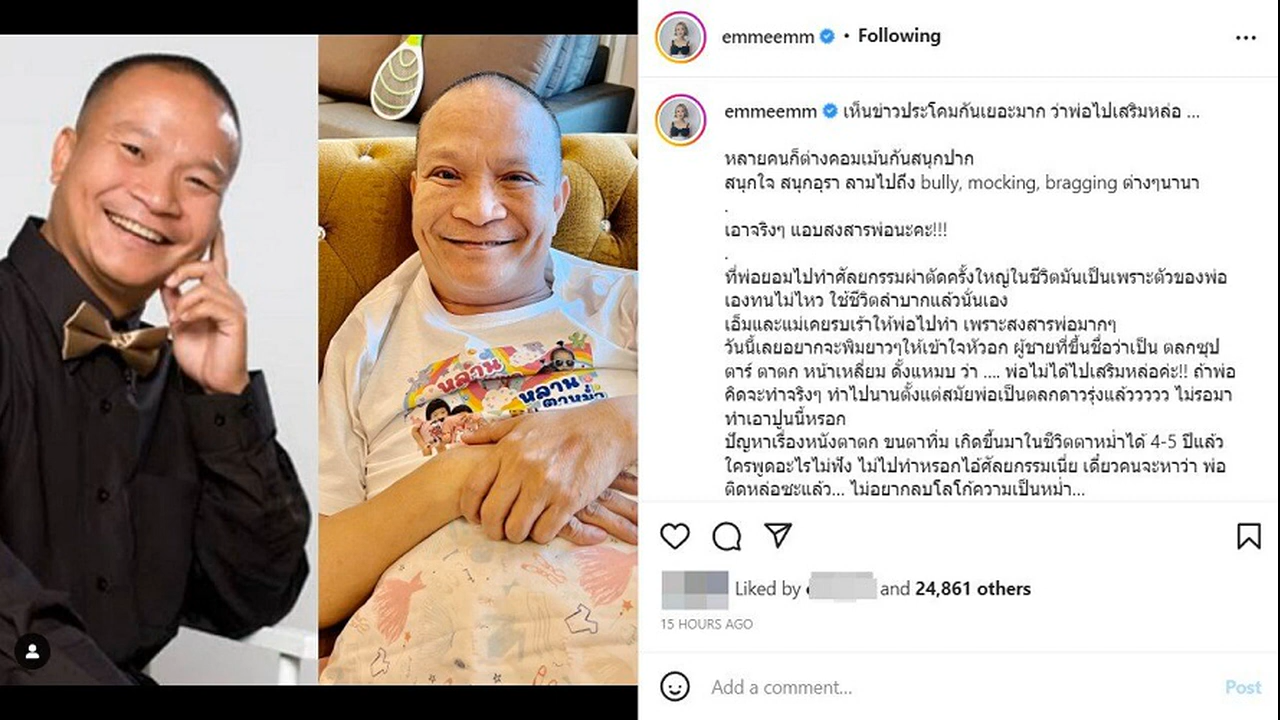 หลาน
หลาน
ตาหม่ำ
emmeemm • Following
emmeemm เห็นข่าวประโคมกันเยอะมาก ว่าพ่อไปเสริมหล่อ ...
หลายคนก็ต่างคอมเม้นกันสนุกปาก
สนุกใจ สนุกอุรา ลามไปถึง bully, mocking, bragging ต่างๆนานา
.
เอาจริงๆ แอบสงสารพ่อนะคะ!!!
.
ที่พ่อยอมไปทำศัลยกรรมผ่าตัดครั้งใหญ่ในชีวิตมันเป็นเพราะตัวของพ่อ
เองทนไม่ไหว ใช้ชีวิตลำบากแล้วนั่นเอง
เอ็มและแม่เคยรบเร้าให้พ่อไปทำ เพราะสงสารพ่อมากๆ
วันนี้เลยอยากจะพิมยาวๆให้เข้าใจหัวอก ผู้ชายที่ขึ้นชื่อว่าเป็น ตลกซุป
ตาร์ ตาตก หน้าเหลี่ยม ดั้งแหมบ ว่า .... พ่อไม่ได้ไปเสริมหล่อค่ะ!! ถ้าพ่อ
คิดจะทำจริงๆ ทำไปนานตั้งแต่สมัยพ่อเป็นตลกดาวรุ่งแล้วววววว ไม่รอมา
ทำเอาปูนนี้หรอก
ปัญหาเรื่องหนังตาตก ขนตาทิ่ม เกิดขึ้นมาในชีวิตตาหม่ำได้ 4-5 ปีแล้ว
ใครพูดอะไรไม่ฟัง ไม่ไปทำหรอกไอ้ศัลยกรรมเนี่ย เดี่ยวคนจะหาว่า พ่อ
ติดหล่อซะแล้ว... ไม่อยากลบโลโก้ความเป็นหม่ำ...
Liked by and 24,861 others
15 HOURS AGO
Add a comment...
Post